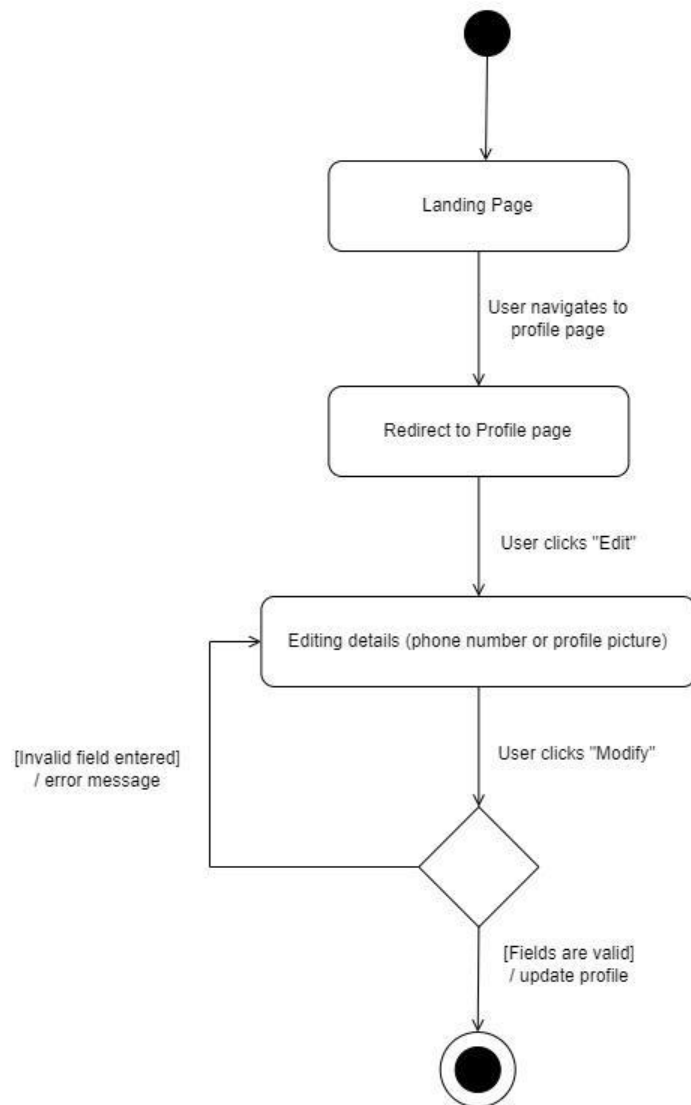 Landing Page
User navigates to
profile page
Redirect to Profile page
User clicks "Edit"
Editing details (phone number or profile picture)
User clicks "Modify"
[Invalid field entered]
/ error message
[Fields are valid]
/ update profile